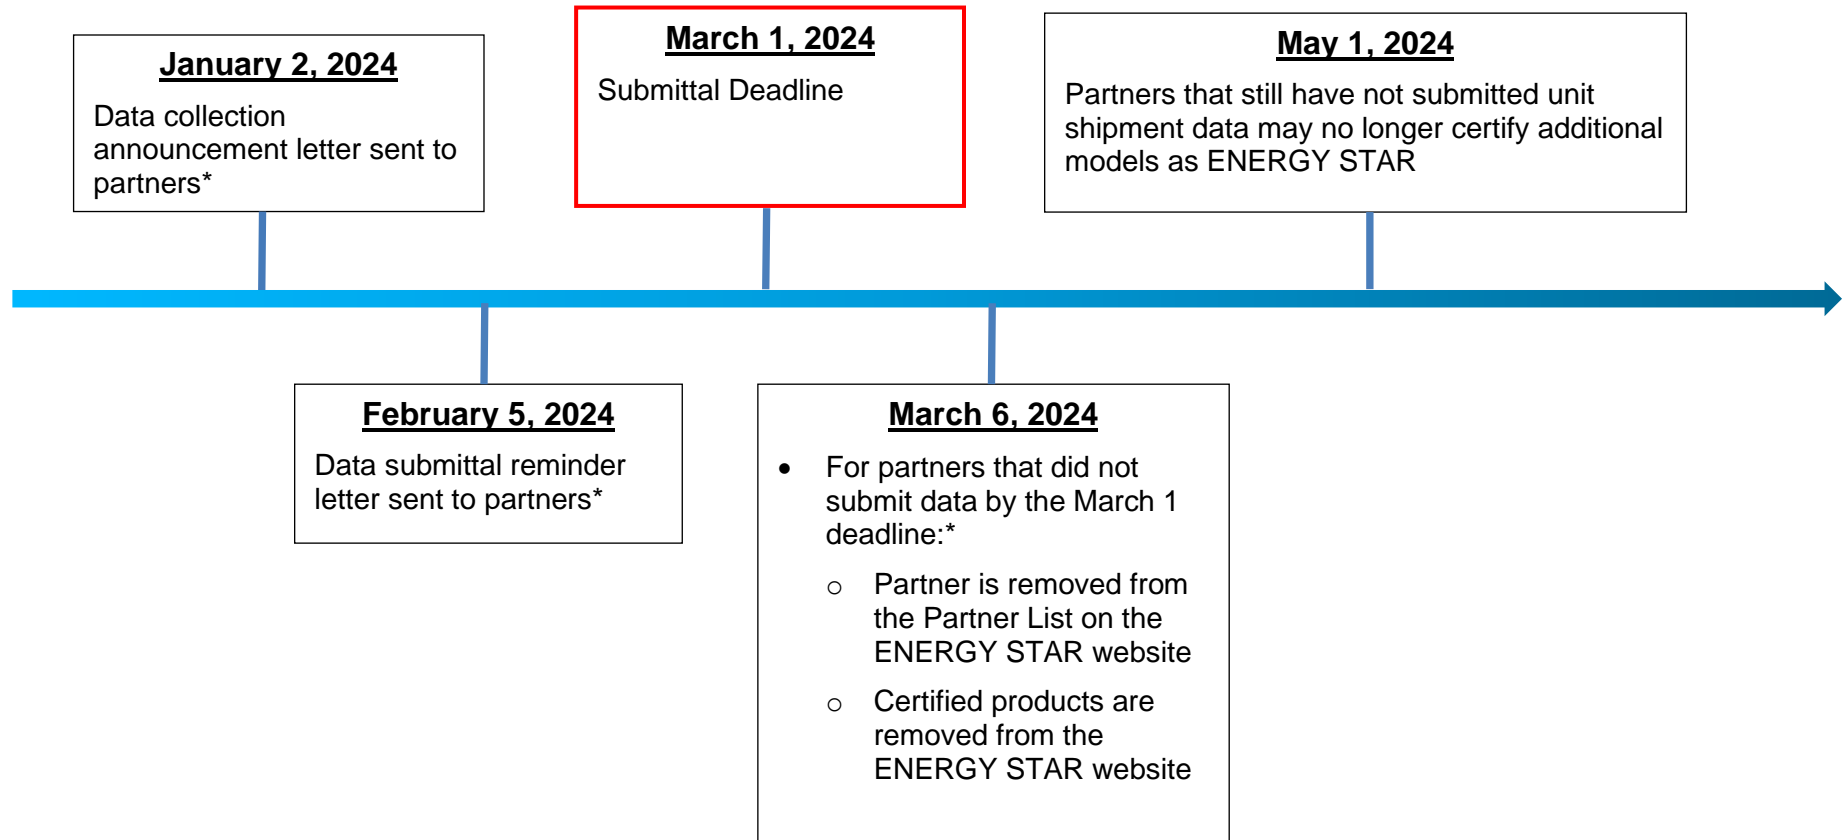 January 2, 2024
Data collection
announcement letter sent to
partners*
March 1, 2024
Submittal Deadline
May 1, 2024
Partners that still have not submitted unit
shipment data may no longer certify additional
models as ENERGY STAR
February 5, 2024
Data submittal reminder
letter sent to partners*
March 6, 2024
• For partners that did not
submit data by the March 1
deadline:*
o Partner is removed from
the Partner List on the
ENERGY STAR website
o Certified products are
removed from the
ENERGY STAR website